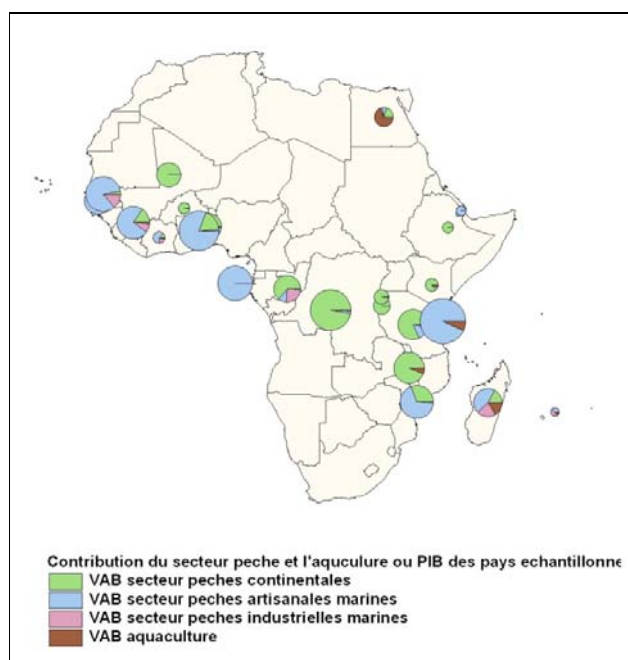 Contribution du secteur peche et l'aquculure ou PIB des pays echantillonne
VAB secteur peches continentales
VAB secteur peches artisanales marines
VAB secteur peches industrielles marines
VAB aquaculture